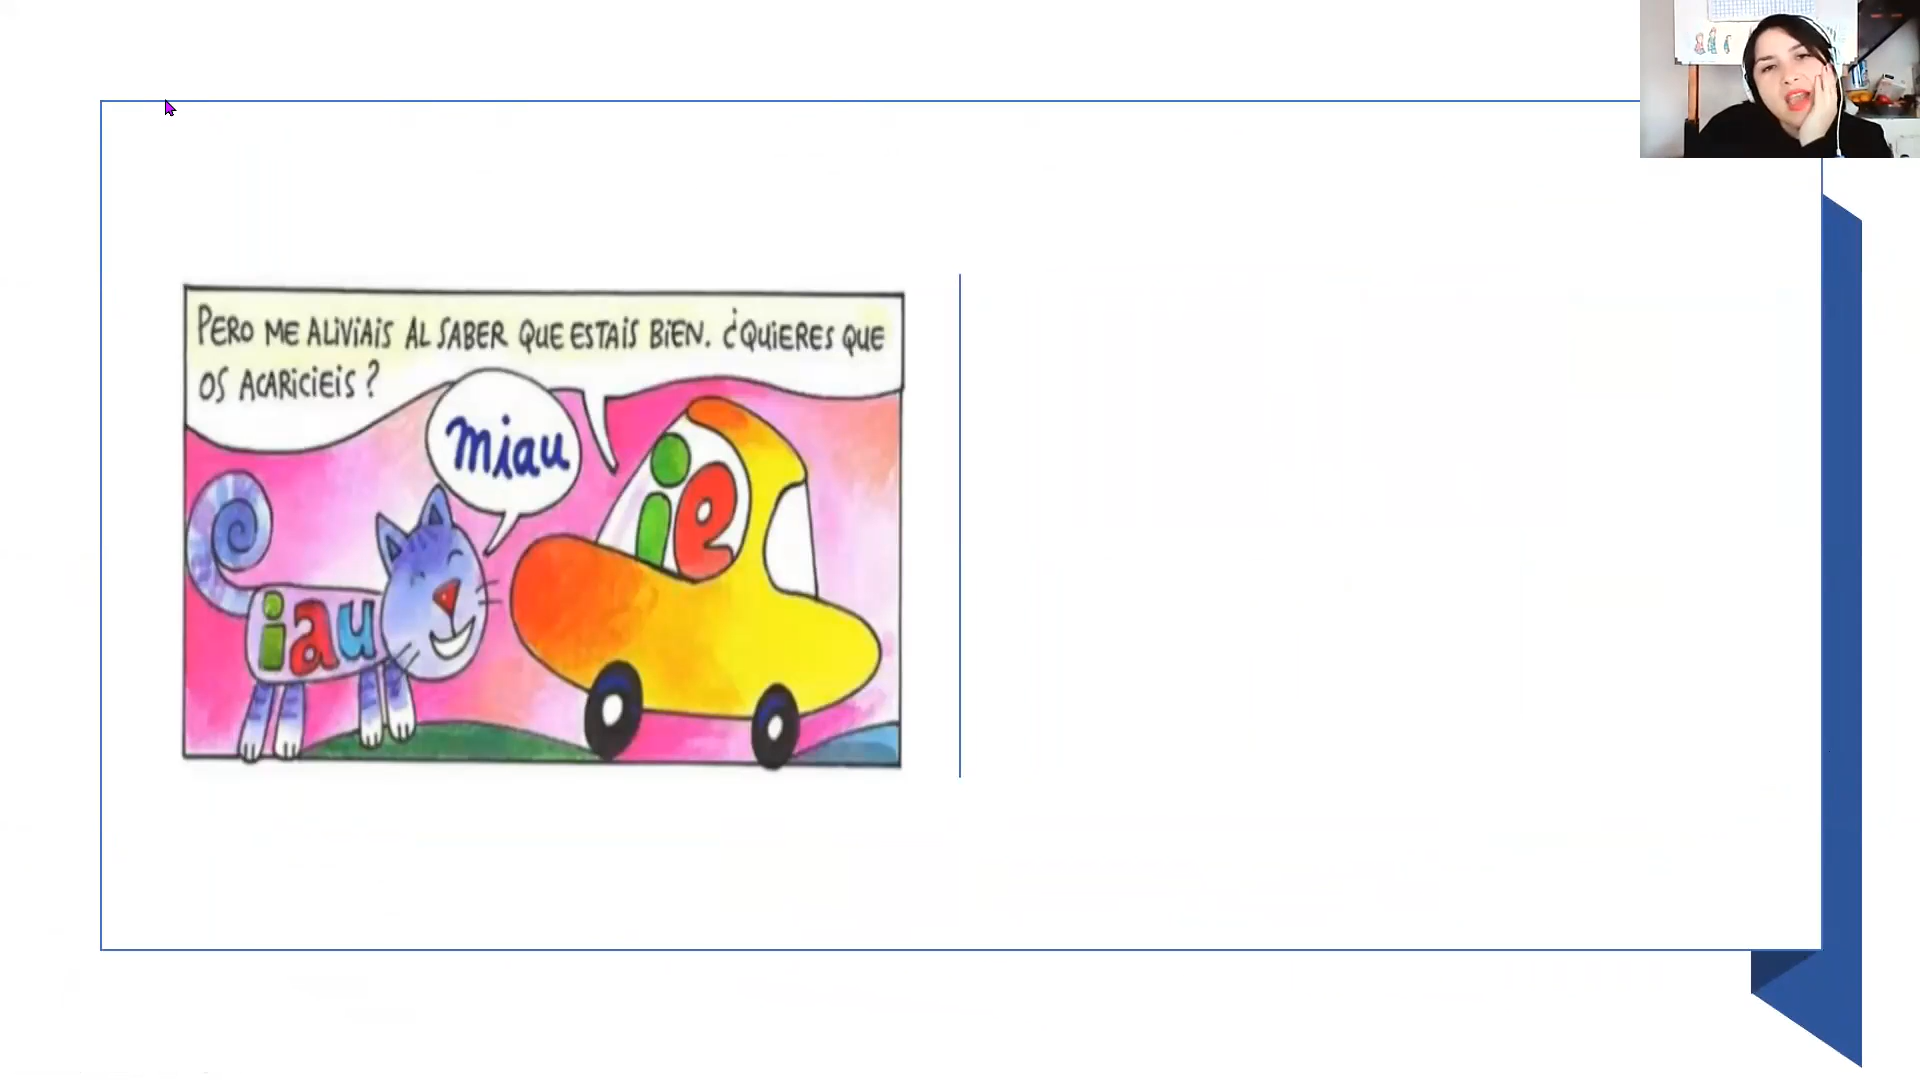 PERO ME ALIVIAIS AL SABER QUE ESTAIS BIEN. ¿QUIERES QUE
OS ACARICIEIS?
miau
ie
iau